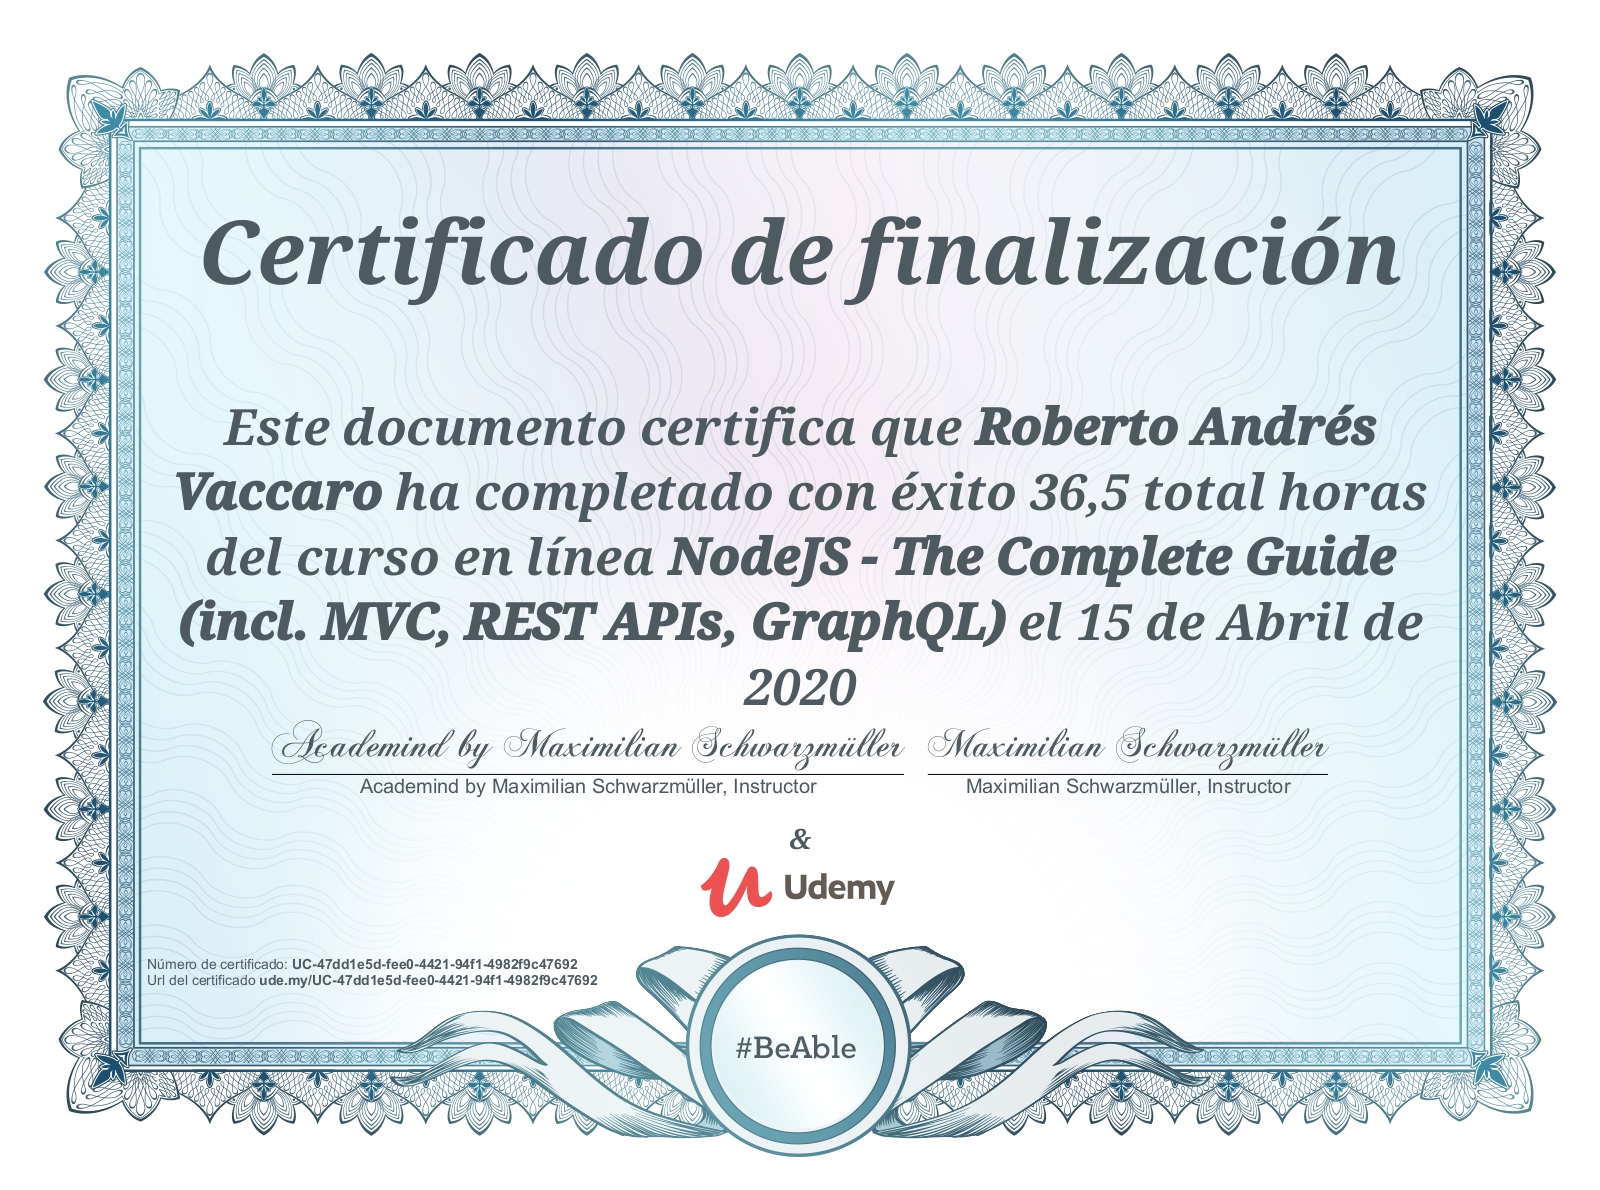 Certificado de finalización
Este documento certifica que Roberto Andrés
Vaccaro ha completado con éxito 36,5 total horas
del curso en línea NodeJS - The Complete Guide
(incl. MVC, REST APIs, GraphQL) el 15 de Abril de
2020
Academind by Maximilian Schwarzmüller Maximilian Schwarzmüller
Academind by Maximilian Schwarzmüller, Instructor Maximilian Schwarzmüller, Instructor
&
Udemy
Número de certificado: UC-47dd1e5d-fee0-4421-94f1-4982f9c47692
Url del certificado ude.my/UC-47dd1e5d-fee0-4421-94f1-4982f9c47692
#BeAble